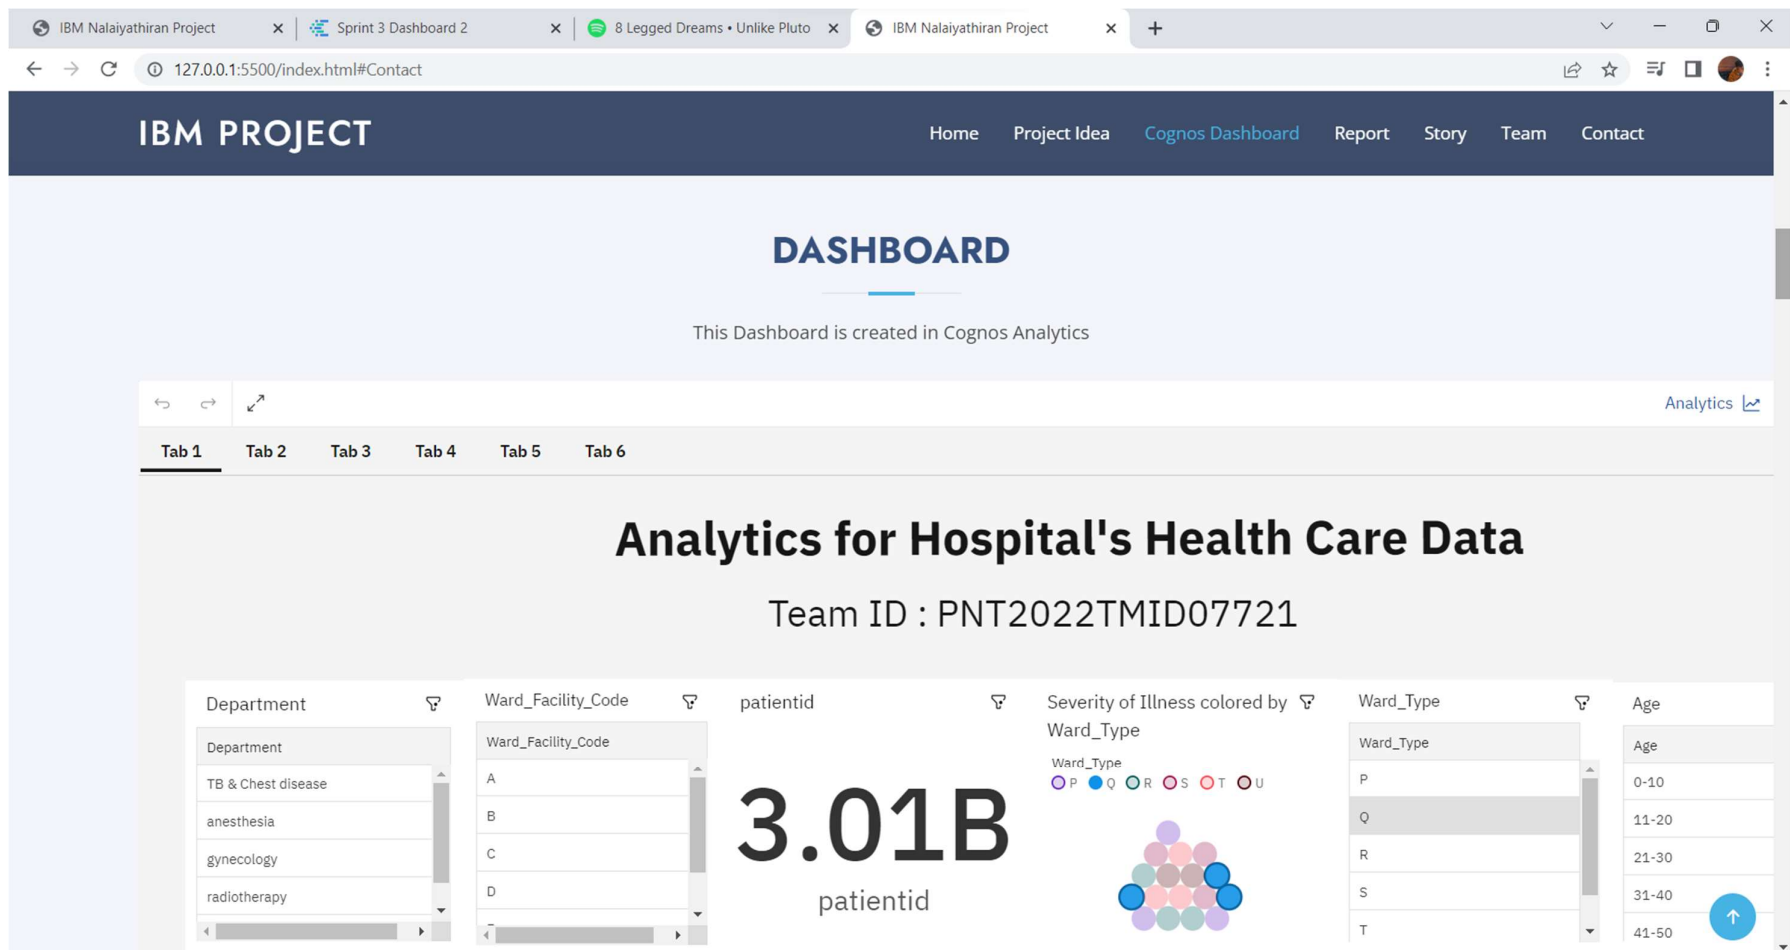 IBM Nalaiyathiran Project
Sprint 3 Dashboard 2
8 Legged Dreams • Unlike Pluto
IBM Nalaiyathiran Project
127.0.0.1:5500/index.html#Contact
IBM PROJECT
Home
Project Idea
Cognos Dashboard
Report
Story
Team
Contact
DASHBOARD
This Dashboard is created in Cognos Analytics
Analytics
Tab 1
Tab 2
Tab 3
Tab 4
Tab 5
Tab 6
Analytics for Hospital's Health Care Data
Team ID : PNT2022TMID07721
Department
Department
TB & Chest disease
anesthesia
gynecology
radiotherapy
Ward_Facility_Code
Ward_Facility_Code
A
B
C
D
patientid
3.01B
patientid
Severity of Illness colored by
Ward_Type
Ward_Type
P Q R S T U
Ward_Type
Ward_Type
P
Q
R
S
T
Age
Age
0-10
11-20
21-30
31-40
41-50